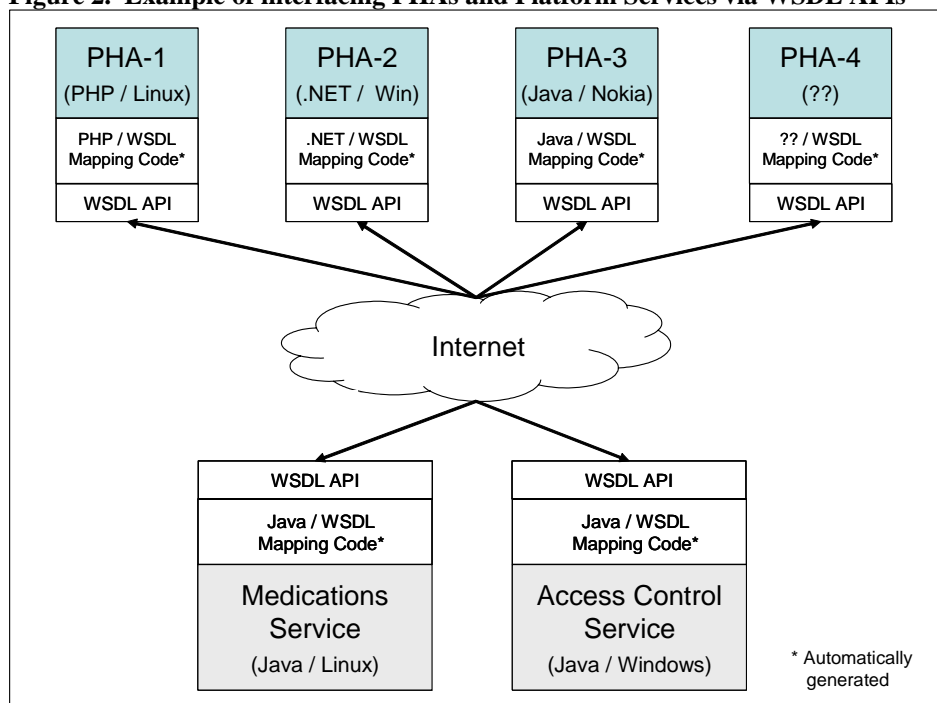 Figure 2. Example of interfacing PHAs and Platform Services via WSDL APIs
PHA-1
(PHP / Linux)
PHP / WSDL
Mapping Code*
WSDL API
PHA-2
(.NET / Win)
.NET / WSDL
Mapping Code*
WSDL API
PHA-3
(Java / Nokia)
Java / WSDL
Mapping Code*
WSDL API
PHA-4
(??)
?? / WSDL
Mapping Code*
WSDL API
Internet
WSDL API
Java / WSDL
Mapping Code*
Medications
Service
(Java / Linux)
WSDL API
Java / WSDL
Mapping Code*
Access Control
Service
(Java / Windows)
* Automatically
generated